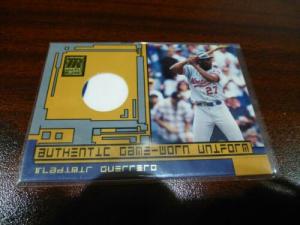 27
AUTHENTIC GAME-WORN UNIFORM
VLADIMIR GUERRERO